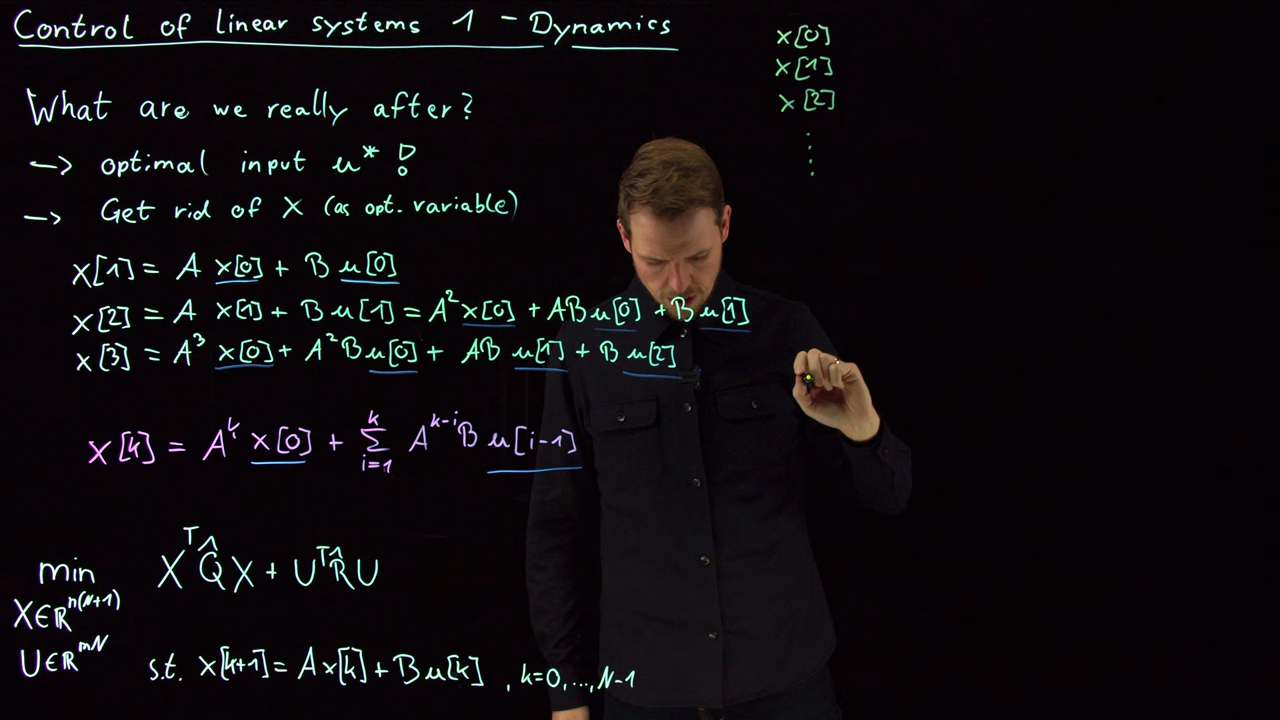 Control of linear systems 1 - Dynamics
What are we really after?
-> optimal input u* !
-> Get rid of X (as opt. variable)
x[1] = A x[0] + B u[0]
x[2] = A x[1] + B u[1] = A² x[0] + AB u[0] + B u[1]
x[3] = A³ x[0] + A² B u[0] + AB u[1] + B u[2]
x[k] = A^k x[0] + ∑_{i=1}^{k} A^{k-i} B u[i-1]
min X^T Q̂ X + U^T R̂ U
X∈ℝ^{n(N+1)}
U∈ℝ^{mN}
s.t. x[k+1] = A x[k] + B u[k] , k=0,...,N-1
x[0]
x[1]
x[2]
⋮